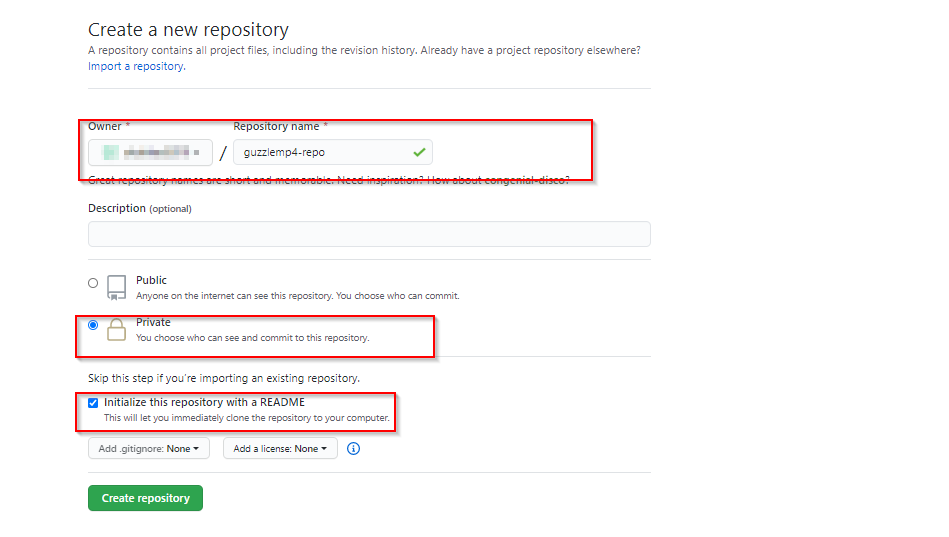 Create a new repository
A repository contains all project files, including the revision history. Already have a project repository elsewhere?
Import a repository.
Owner * Repository name *
/ guzzlemp4-repo
Great repository names are short and memorable. Need inspiration? How about congenial-disco?
Description (optional)
Public
Anyone on the internet can see this repository. You choose who can commit.
Private
You choose who can see and commit to this repository.
Skip this step if you're importing an existing repository.
Initialize this repository with a README
This will let you immediately clone the repository to your computer.
Add .gitignore: None Add a license: None
Create repository